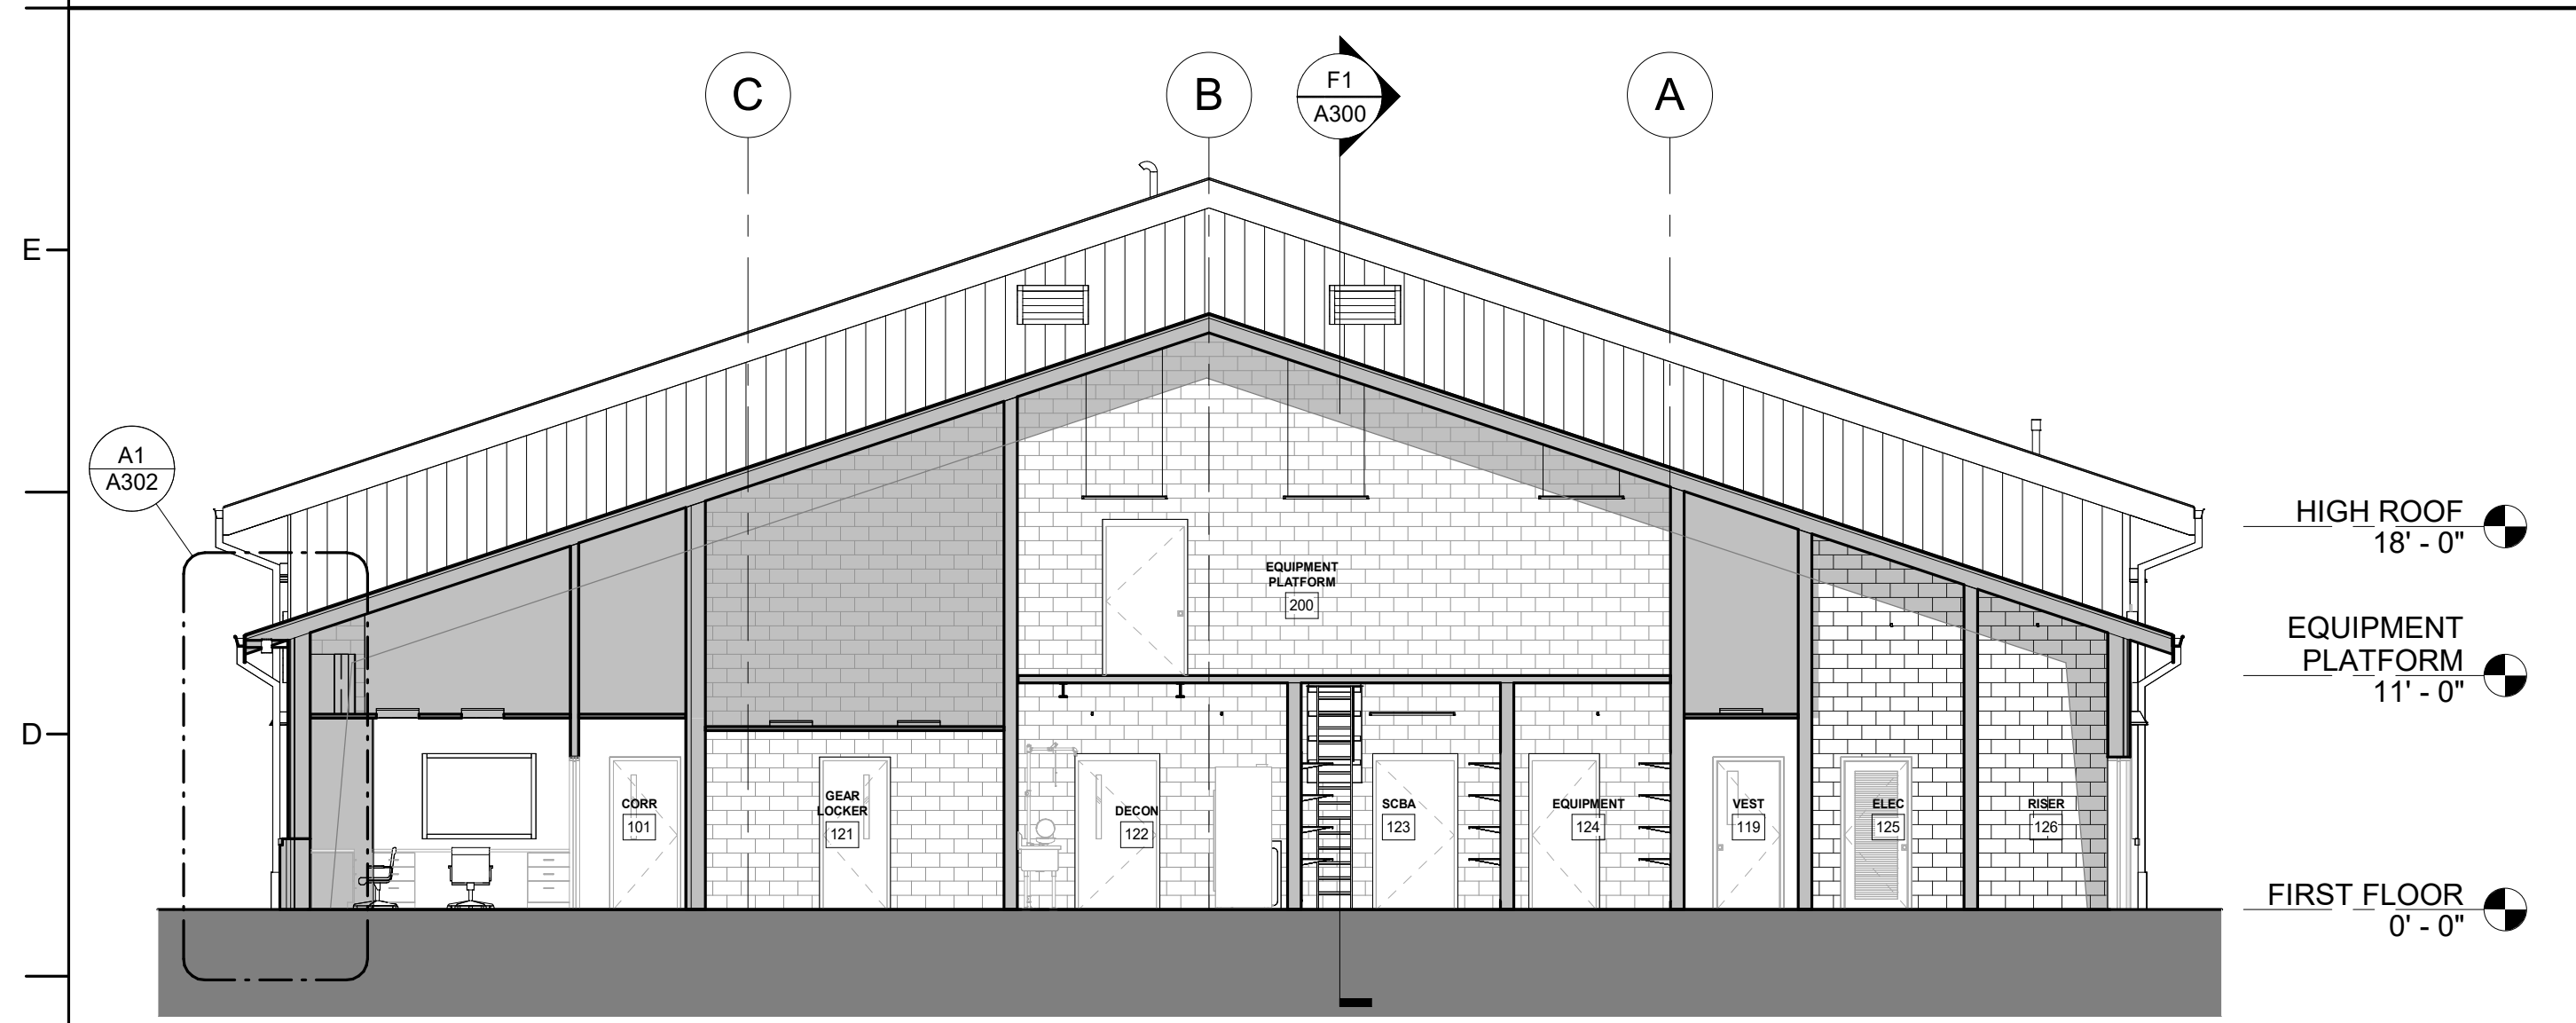 C
B
F1
A300
A
E
A1
A302
HIGH ROOF
18' - 0"
EQUIPMENT
PLATFORM
200
EQUIPMENT
PLATFORM
11' - 0"
D
CORR
101
GEAR
LOCKER
121
DECON
122
SCBA
123
EQUIPMENT
124
VEST
119
ELEC
125
RISER
126
FIRST FLOOR
0' - 0"